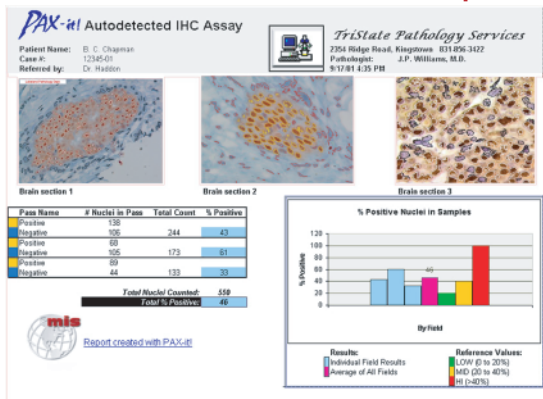 PAX-it! Autodetected IHC Assay
Patient Name: B. C. Chapman
Case #: 12345-01
Referred by: Dr. Haddon
TriState Pathology Services
2354 Ridge Road, Kingstown 031-856-3422
Pathologist: J.P. Williams, M.D.
9/17/01 4:35 PM
Brain section 1
Brain section 2
Brain section 3
Pass Name # Nuclei in Pass Total Count % Positive
Positive 138
Negative 106 244 43
Positive 68
Negative 105 173 61
Positive 89
Negative 44 133 33
Total Nuclei Counted: 550
Total % Positive: 46
mis
Report created with PAX-it!
% Positive Nuclei in Samples
% Positive
120
100
80
60
40
20
0
46
By Field
Results:
Individual Field Results
Average of All Fields
Reference Values:
LOW (0 to 20%)
MID (20 to 40%)
HI (>40%)